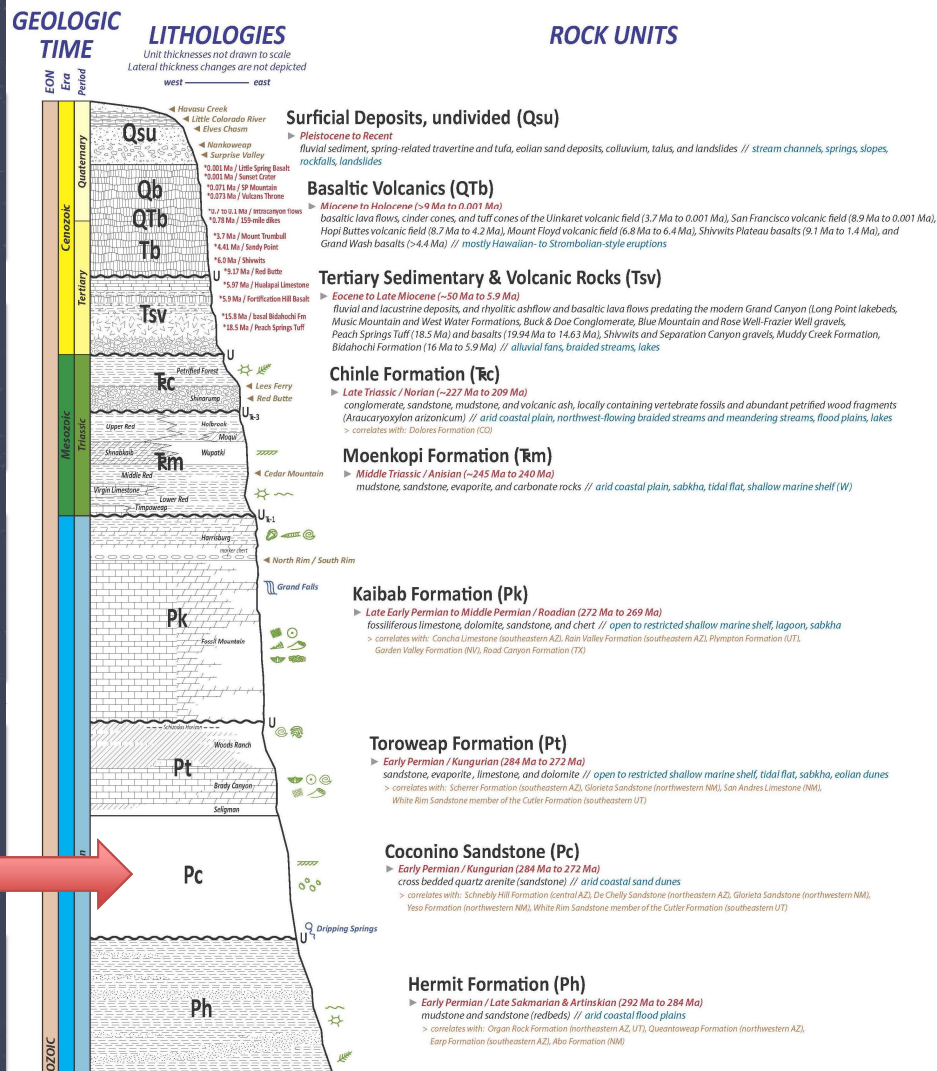 GEOLOGIC
TIME
LITHOLOGIES
Unit thicknesses not drawn to scale
Lateral thickness changes are not depicted
west east
ROCK UNITS
EON
Era
Period
Cenozoic
Quaternary
Tertiary
Mesozoic
Triassic
OZOIC
n
Qsu
Havasu Creek
Little Colorado River
Elves Chasm
Nankoweap
Surprise Valley
Qb
QTb
Tb
*0.001 Ma / Little Spring Basalt
*0.001 Ma / Sunset Crater
*0.071 Ma / SP Mountain
*0.073 Ma / Vulcans Throne
*0.7 to 0.1 Ma / Intracanyon flows
*0.78 Ma / 159-mile dikes
*3.7 Ma / Mount Trumbull
*4.41 Ma / Sandy Point
*6.0 Ma / Shivwits
*9.17 Ma / Red Butte
U
Tsv
*5.97 Ma / Hualapai Limestone
*5.9 Ma / Fortification Hill Basalt
*15.8 Ma / basal Bidahochi Fm
*18.5 Ma / Peach Springs Tuff
U
Petrified Forest
Ћc
Shinarump
Lees Ferry
Red Butte
U Ћ-3
Upper Red
Holbrook
Moqui
Shnabkaib
Wupatki
Ћm
Middle Red
Cedar Mountain
Virgin Limestone
Lower Red
Timpoweap
U Ћ-1
Harrisburg
marker chert
North Rim / South Rim
Grand Falls
Pk
Fossil Mountain
U
Schizodus Horizon
Woods Ranch
Pt
Brady Canyon
Seligman
Pc
U
Dripping Springs
Ph
Surficial Deposits, undivided (Qsu)
Pleistocene to Recent
fluvial sediment, spring-related travertine and tufa, eolian sand deposits, colluvium, talus, and landslides // stream channels, springs, slopes,
rockfalls, landslides
Basaltic Volcanics (QTb)
Miocene to Holocene (>9 Ma to 0.001 Ma)
basaltic lava flows, cinder cones, and tuff cones of the Uinkaret volcanic field (3.7 Ma to 0.001 Ma), San Francisco volcanic field (8.9 Ma to 0.001 Ma),
Hopi Buttes volcanic field (8.7 Ma to 4.2 Ma), Mount Floyd volcanic field (6.8 Ma to 6.4 Ma), Shivwits Plateau basalts (9.1 Ma to 1.4 Ma), and
Grand Wash basalts (>4.4 Ma) // mostly Hawaiian- to Strombolian-style eruptions
Tertiary Sedimentary & Volcanic Rocks (Tsv)
Eocene to Late Miocene (~50 Ma to 5.9 Ma)
fluvial and lacustrine deposits, and rhyolitic ashflow and basaltic lava flows predating the modern Grand Canyon (Long Point lakebeds,
Music Mountain and West Water Formations, Buck & Doe Conglomerate, Blue Mountain and Rose Well-Frazier Well gravels,
Peach Springs Tuff (18.5 Ma) and basalts (19.94 Ma to 14.63 Ma), Shivwits and Separation Canyon gravels, Muddy Creek Formation,
Bidahochi Formation (16 Ma to 5.9 Ma) // alluvial fans, braided streams, lakes
Chinle Formation (Ћc)
Late Triassic / Norian (~227 Ma to 209 Ma)
conglomerate, sandstone, mudstone, and volcanic ash, locally containing vertebrate fossils and abundant petrified wood fragments
(Araucaryoxylon arizonicum) // arid coastal plain, northwest-flowing braided streams and meandering streams, flood plains, lakes
> correlates with: Dolores Formation (CO)
Moenkopi Formation (Ћm)
Middle Triassic / Anisian (~245 Ma to 240 Ma)
mudstone, sandstone, evaporite, and carbonate rocks // arid coastal plain, sabkha, tidal flat, shallow marine shelf (W)
Kaibab Formation (Pk)
Late Early Permian to Middle Permian / Roadian (272 Ma to 269 Ma)
fossiliferous limestone, dolomite, sandstone, and chert // open to restricted shallow marine shelf, lagoon, sabkha
> correlates with: Concha Limestone (southeastern AZ), Rain Valley Formation (southeastern AZ), Plympton Formation (UT),
Garden Valley Formation (NV), Road Canyon Formation (TX)
Toroweap Formation (Pt)
Early Permian / Kungurian (284 Ma to 272 Ma)
sandstone, evaporite, limestone, and dolomite // open to restricted shallow marine shelf, tidal flat, sabkha, eolian dunes
> correlates with: Scherrer Formation (southeastern AZ), Glorieta Sandstone (northwestern NM), San Andres Limestone (NM),
White Rim Sandstone member of the Cutler Formation (southeastern UT)
Coconino Sandstone (Pc)
Early Permian / Kungurian (284 Ma to 272 Ma)
cross bedded quartz arenite (sandstone) // arid coastal sand dunes
> correlates with: Schnebly Hill Formation (central AZ), De Chelly Sandstone (northeastern AZ), Glorieta Sandstone (northwestern NM),
Yeso Formation (northwestern NM), White Rim Sandstone member of the Cutler Formation (southeastern UT)
Hermit Formation (Ph)
Early Permian / Late Sakmarian & Artinskian (292 Ma to 284 Ma)
mudstone and sandstone (redbeds) // arid coastal flood plains
> correlates with: Organ Rock Formation (northeastern AZ, UT), Queantoweap Formation (northwestern AZ),
Earp Formation (southeastern AZ), Abo Formation (NM)